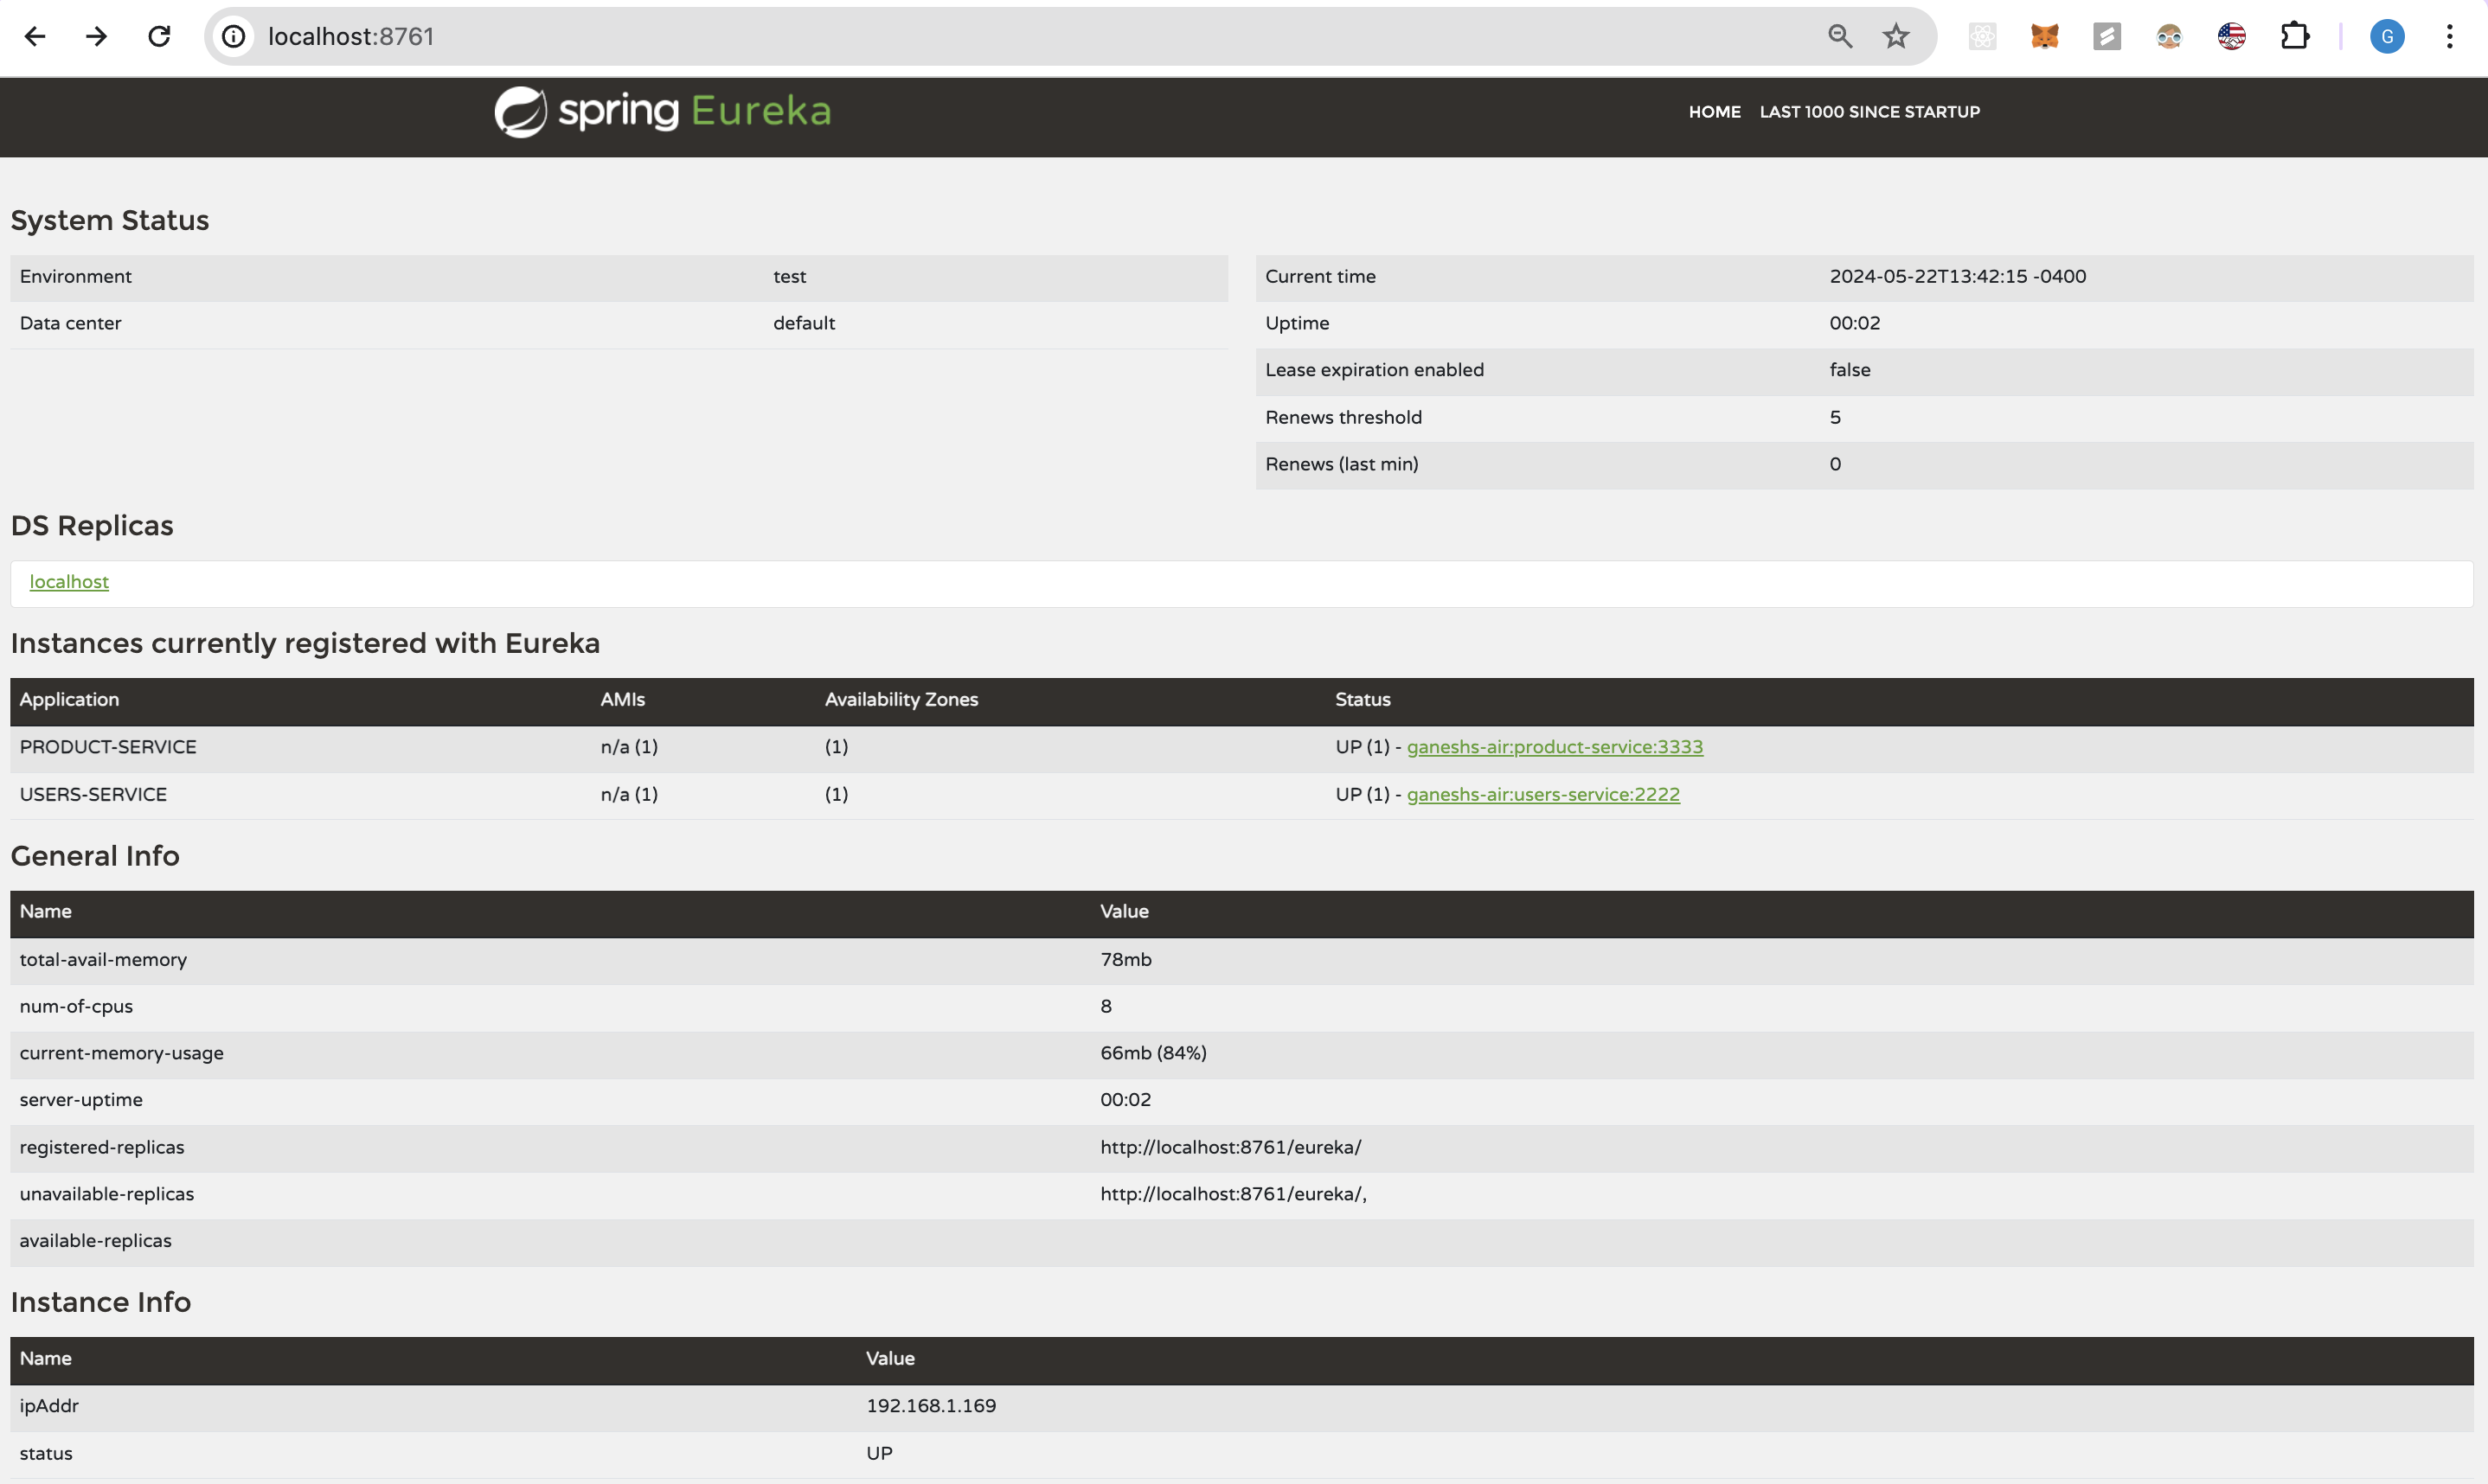 localhost:8761
G
spring Eureka
HOME LAST 1000 SINCE STARTUP
System Status
Environment test
Data center default
Current time 2024-05-22T13:42:15 -0400
Uptime 00:02
Lease expiration enabled false
Renews threshold 5
Renews (last min) 0
DS Replicas
localhost
Instances currently registered with Eureka
Application AMIs Availability Zones Status
PRODUCT-SERVICE n/a (1) (1) UP (1) - ganeshs-air:product-service:3333
USERS-SERVICE n/a (1) (1) UP (1) - ganeshs-air:users-service:2222
General Info
Name Value
total-avail-memory 78mb
num-of-cpus 8
current-memory-usage 66mb (84%)
server-uptime 00:02
registered-replicas http://localhost:8761/eureka/
unavailable-replicas http://localhost:8761/eureka/,
available-replicas
Instance Info
Name Value
ipAddr 192.168.1.169
status UP